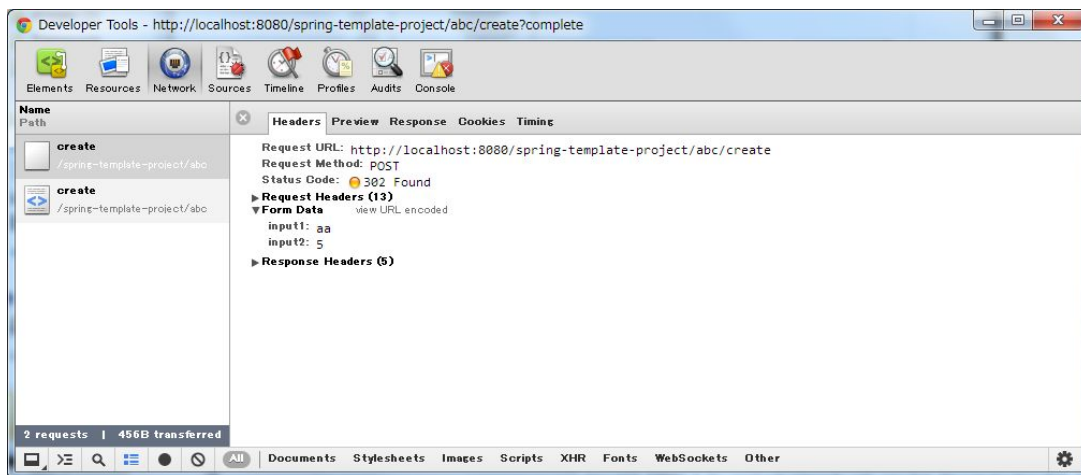 Developer Tools - http://localhost:8080/spring-template-project/abc/create?complete
Elements Resources Network Sources Timeline Profiles Audits Console
Name
Path
Headers Preview Response Cookies Timing
create
/spring-template-project/abc
create
/spring-template-project/abc
Request URL: http://localhost:8080/spring-template-project/abc/create
Request Method: POST
Status Code: 302 Found
Request Headers (13)
Form Data view URL encoded
input1: aa
input2: 5
Response Headers (5)
2 requests | 456B transferred
All Documents Stylesheets Images Scripts XHR Fonts WebSockets Other